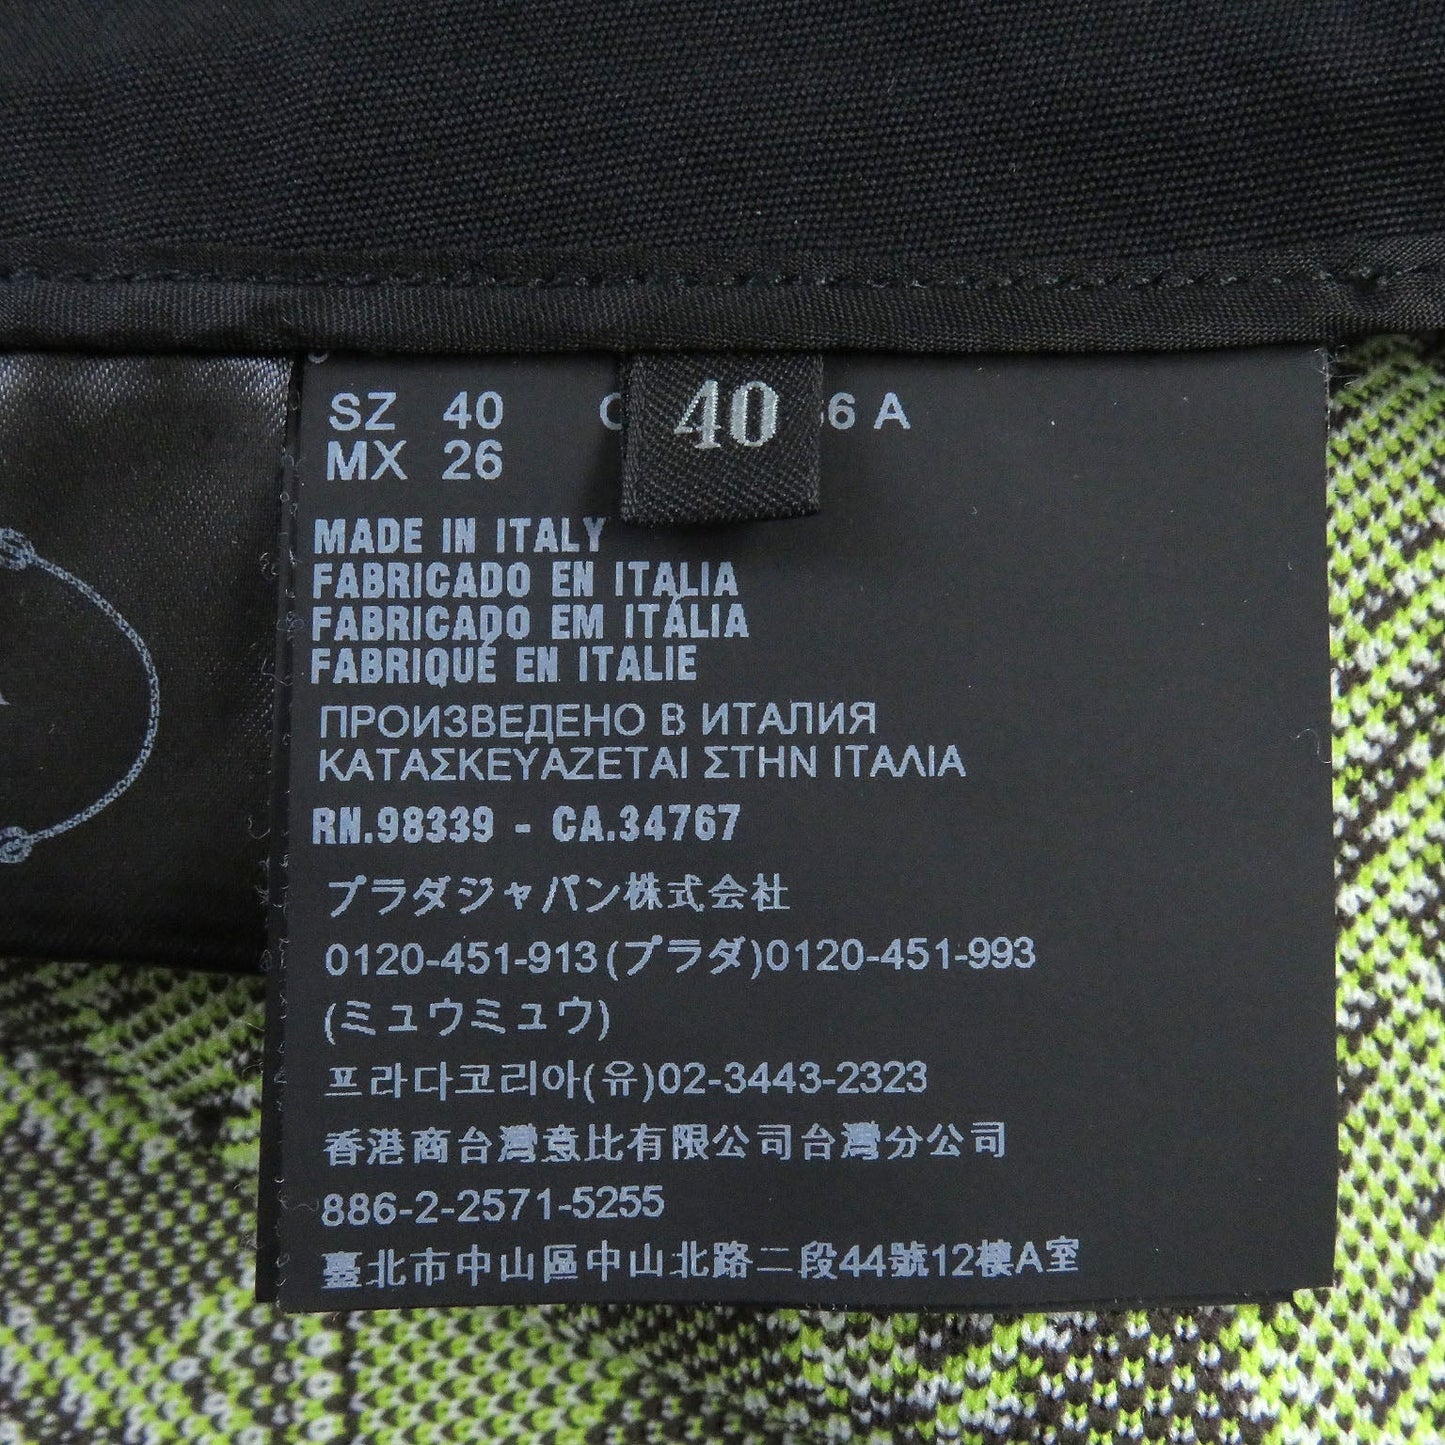 SZ 40
MX 26
40
6 A
MADE IN ITALY
FABRICADO EN ITALIA
FABRICADO EM ITÁLIA
FABRIQUÉ EN ITALIE
ПРОИЗВЕДЕНО В ИТАЛИЯ
ΚΑΤΑΣΚΕΥΑΖΕΤΑΙ ΣΤΗΝ ΙΤΑΛΙΑ
RN.98339 - CA.34767
プラダジャパン株式会社
0120-451-913(プラダ)0120-451-993
(ミュウミュウ)
프라다코리아(유)02-3443-2323
香港商台灣意比有限公司台灣分公司
886-2-2571-5255
臺北市中山區中山北路二段44號12樓A室